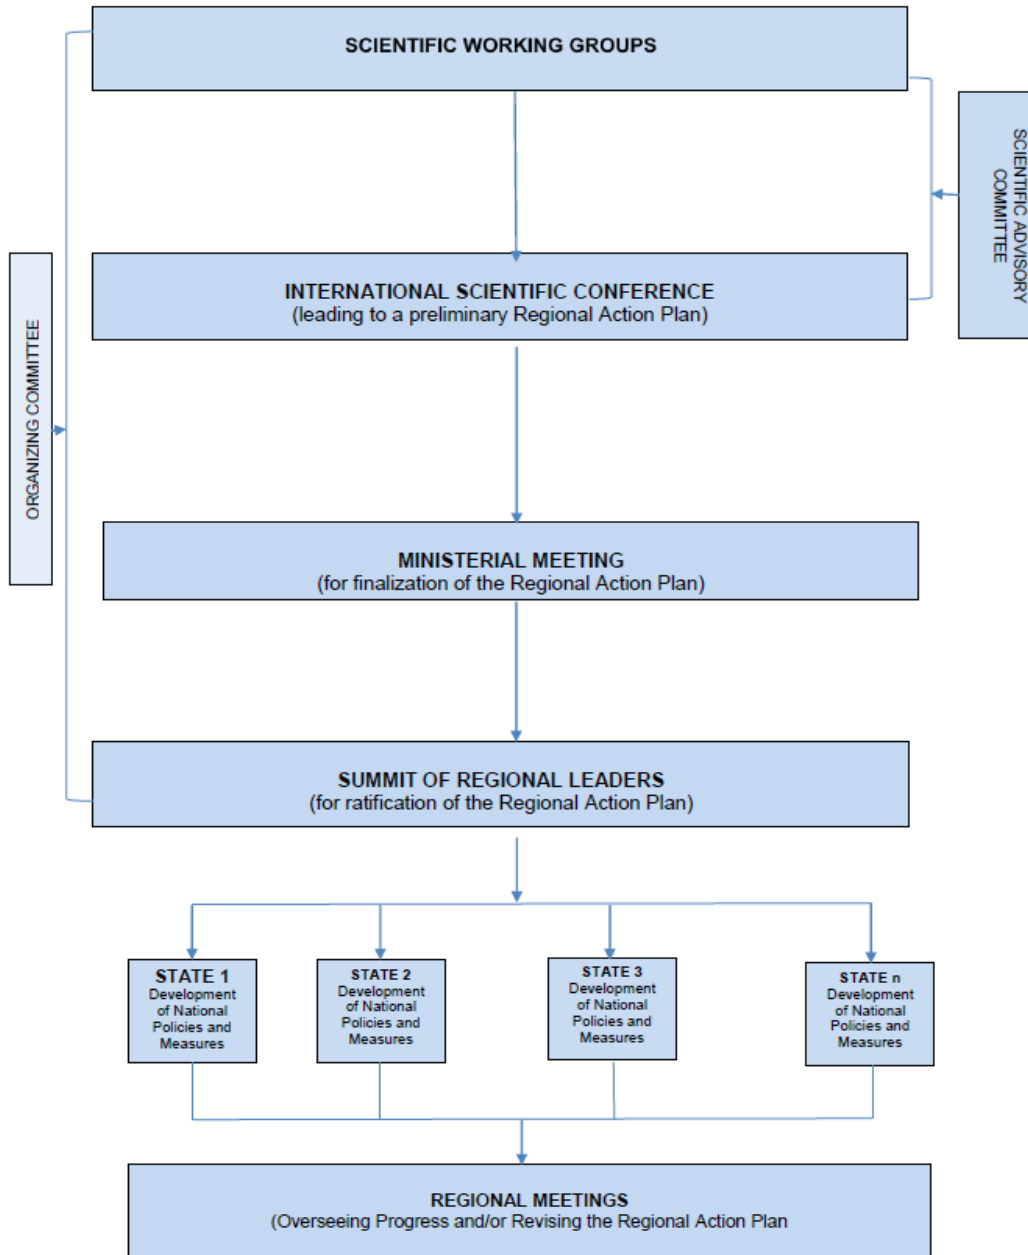 SCIENTIFIC WORKING GROUPS
SCIENTIFIC ADVISORY
COMMITTEE
INTERNATIONAL SCIENTIFIC CONFERENCE
(leading to a preliminary Regional Action Plan)
ORGANIZING COMMITTEE
MINISTERIAL MEETING
(for finalization of the Regional Action Plan)
SUMMIT OF REGIONAL LEADERS
(for ratification of the Regional Action Plan)
STATE 1
Development
of National
Policies and
Measures
STATE 2
Development
of National
Policies and
Measures
STATE 3
Development
of National
Policies and
Measures
STATE n
Development
of National
Policies and
Measures
REGIONAL MEETINGS
(Overseeing Progress and/or Revising the Regional Action Plan